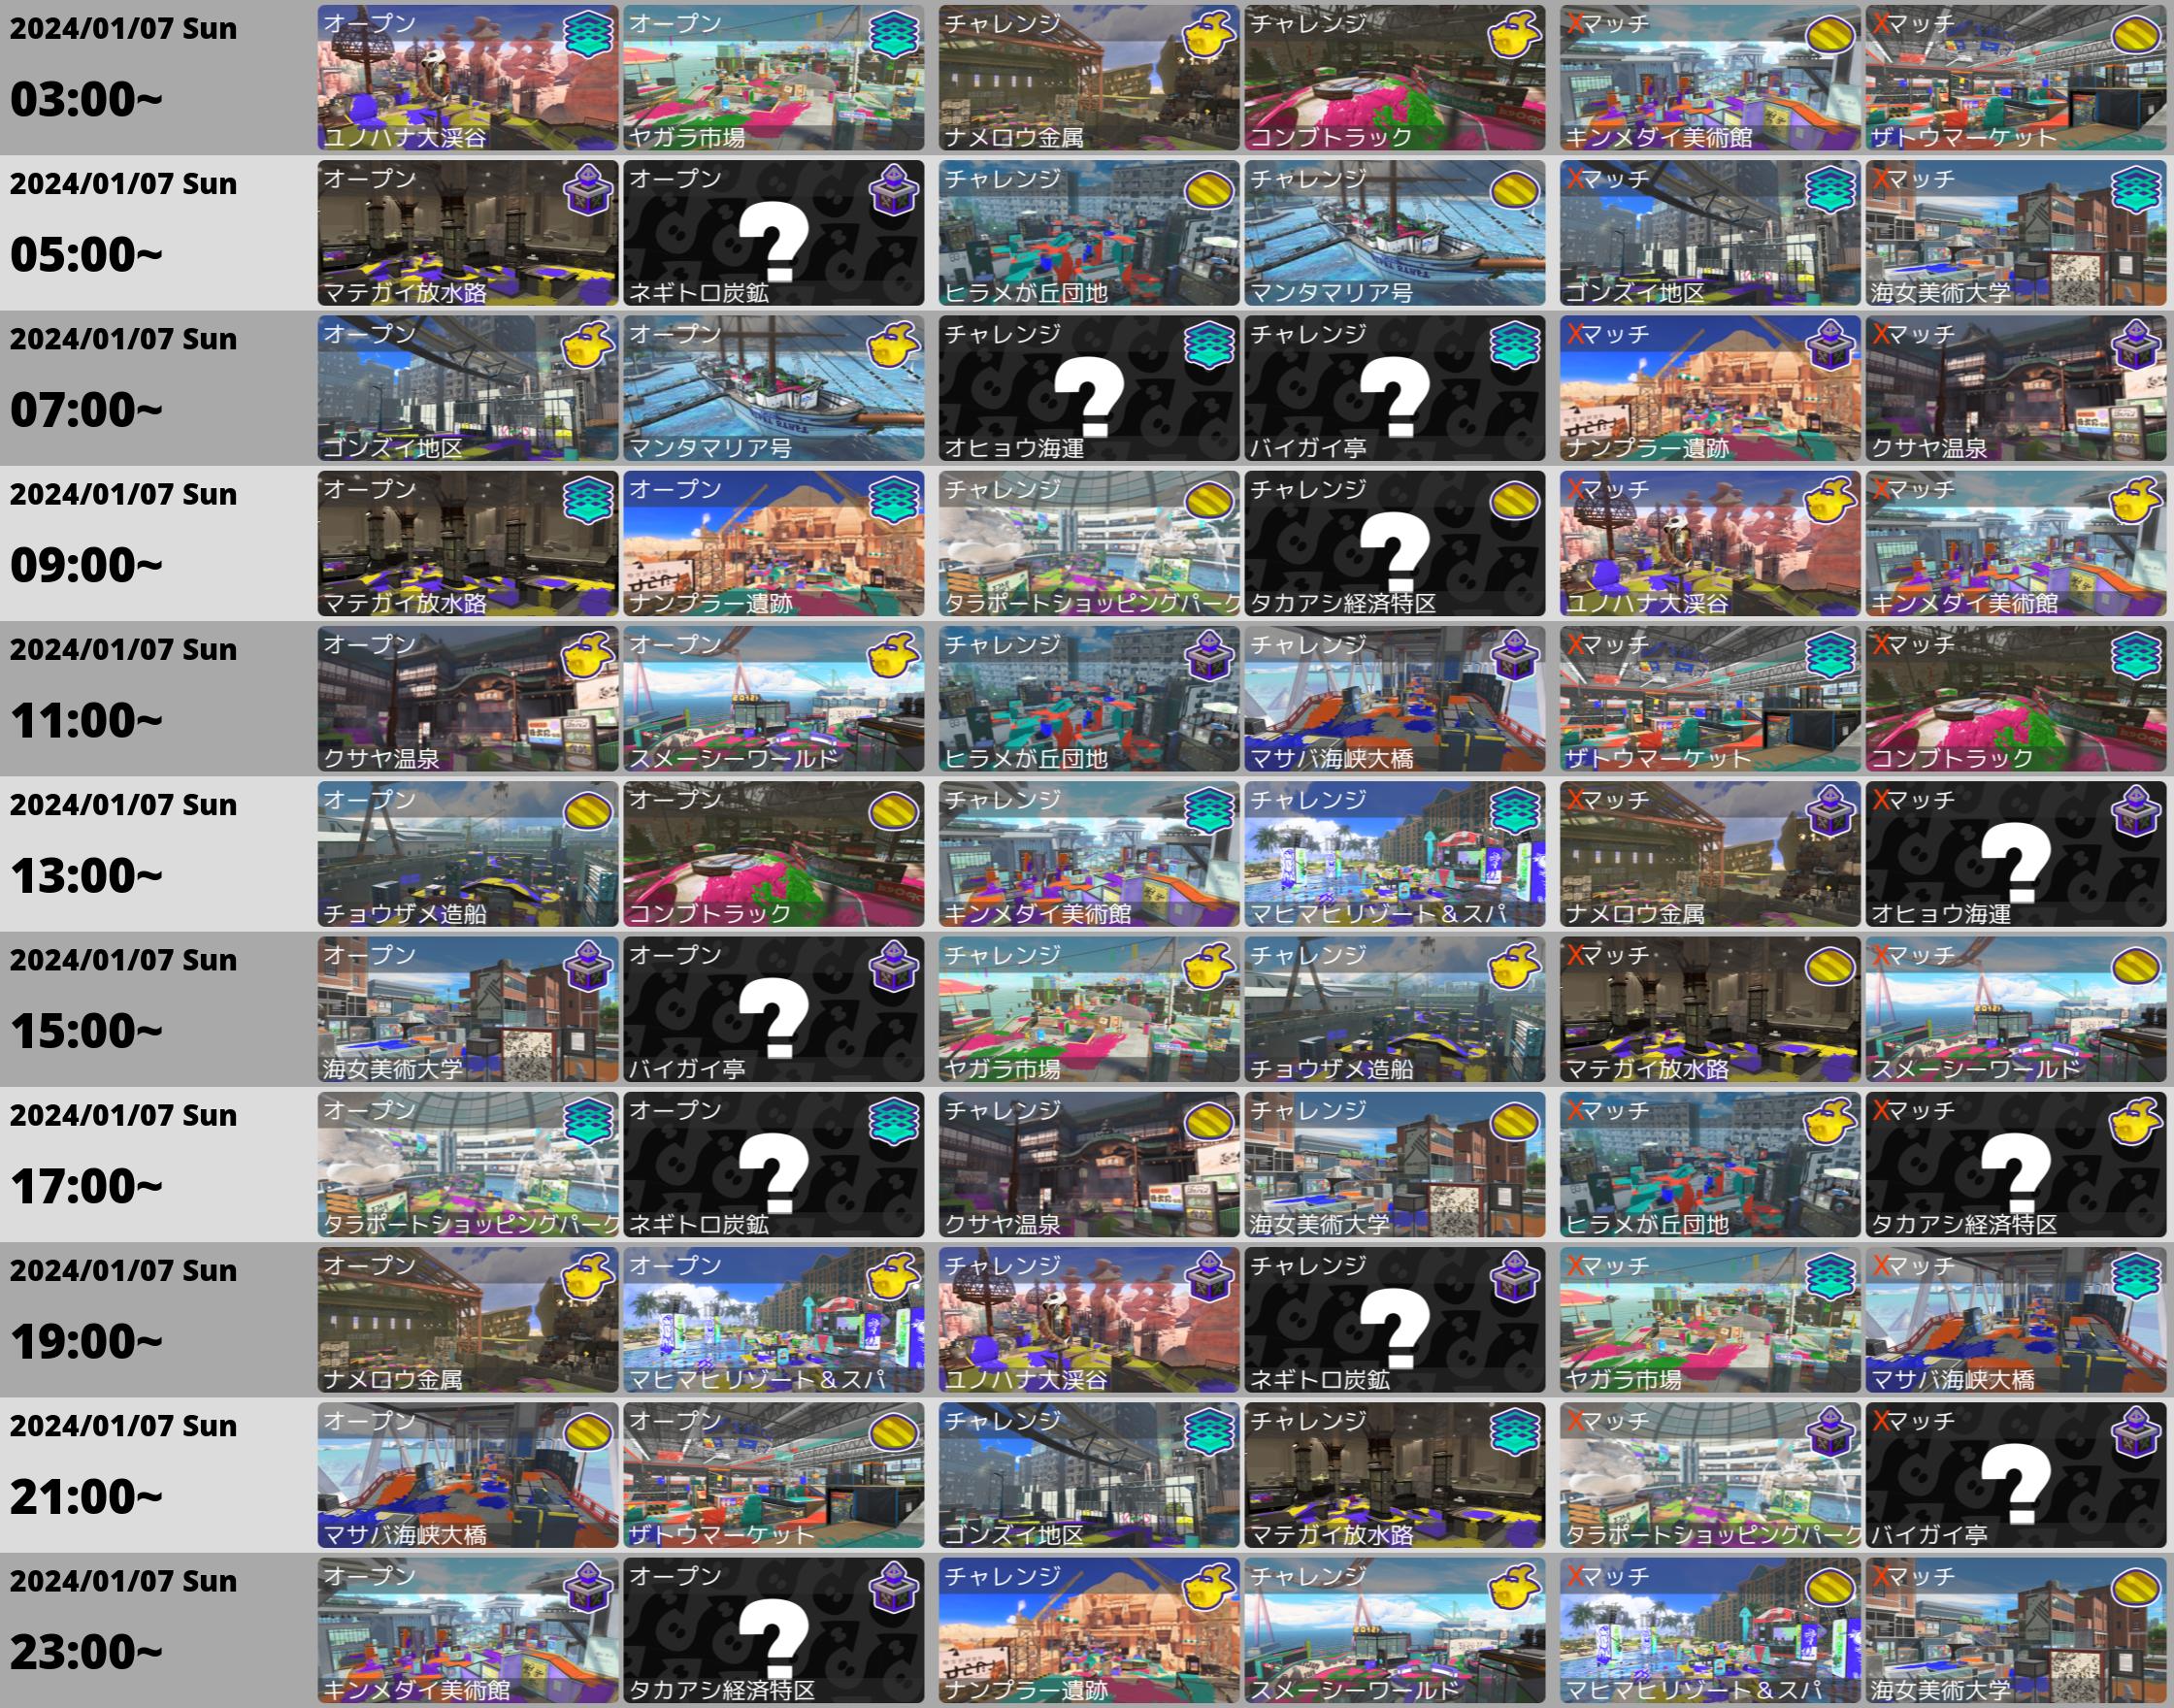 2024/01/07 Sun
03:00~
オープン オープン チャレンジ チャレンジ Xマッチ Xマッチ
ユノハナ大渓谷 ヤガラ市場 ナメロウ金属 コンブトラック キンメダイ美術館 ザトウマーケット
2024/01/07 Sun
05:00~
オープン オープン チャレンジ チャレンジ Xマッチ Xマッチ
マテガイ放水路 ネギトロ炭鉱 ヒラメが丘団地 マンタマリア号 ゴンズイ地区 海女美術大学
2024/01/07 Sun
07:00~
オープン オープン チャレンジ チャレンジ Xマッチ Xマッチ
ゴンズイ地区 マンタマリア号 オヒョウ海運 バイガイ亭 ナンプラー遺跡 クサヤ温泉
2024/01/07 Sun
09:00~
オープン オープン チャレンジ チャレンジ Xマッチ Xマッチ
マテガイ放水路 ナンプラー遺跡 タラポートショッピングパーク タカアシ経済特区 ユノハナ大渓谷 キンメダイ美術館
2024/01/07 Sun
11:00~
オープン オープン チャレンジ チャレンジ Xマッチ Xマッチ
クサヤ温泉 スメーシーワールド ヒラメが丘団地 マサバ海峡大橋 ザトウマーケット コンブトラック
2024/01/07 Sun
13:00~
オープン オープン チャレンジ チャレンジ Xマッチ Xマッチ
チョウザメ造船 コンブトラック キンメダイ美術館 マヒマヒリゾート＆スパ ナメロウ金属 オヒョウ海運
2024/01/07 Sun
15:00~
オープン オープン チャレンジ チャレンジ Xマッチ Xマッチ
海女美術大学 バイガイ亭 ヤガラ市場 チョウザメ造船 マテガイ放水路 スメーシーワールド
2024/01/07 Sun
17:00~
オープン オープン チャレンジ チャレンジ Xマッチ Xマッチ
タラポートショッピングパーク ネギトロ炭鉱 クサヤ温泉 海女美術大学 ヒラメが丘団地 タカアシ経済特区
2024/01/07 Sun
19:00~
オープン オープン チャレンジ チャレンジ Xマッチ Xマッチ
ナメロウ金属 マヒマヒリゾート＆スパ ユノハナ大渓谷 ネギトロ炭鉱 ヤガラ市場 マサバ海峡大橋
2024/01/07 Sun
21:00~
オープン オープン チャレンジ チャレンジ Xマッチ Xマッチ
マサバ海峡大橋 ザトウマーケット ゴンズイ地区 マテガイ放水路 タラポートショッピングパーク バイガイ亭
2024/01/07 Sun
23:00~
オープン オープン チャレンジ チャレンジ Xマッチ Xマッチ
キンメダイ美術館 タカアシ経済特区 ナンプラー遺跡 スメーシーワールド マヒマヒリゾート＆スパ 海女美術大学